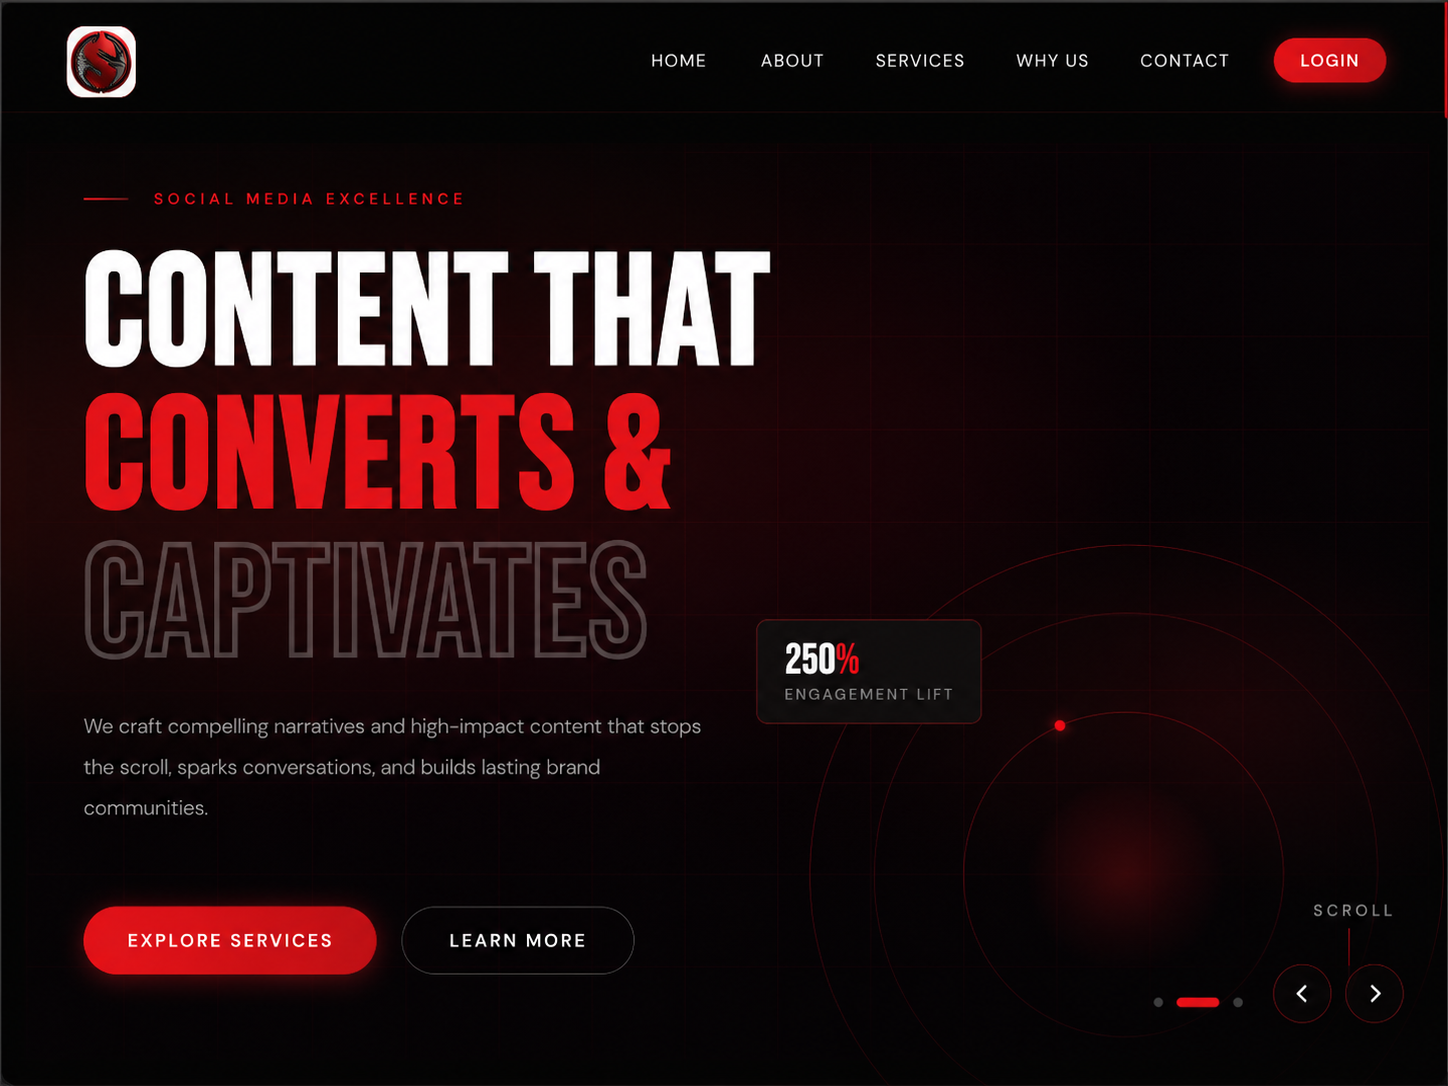 S
HOME ABOUT SERVICES WHY US CONTACT LOGIN
SOCIAL MEDIA EXCELLENCE
CONTENT THAT
CONVERTS &
CAPTIVATES
250%
ENGAGEMENT LIFT
We craft compelling narratives and high-impact content that stops
the scroll, sparks conversations, and builds lasting brand
communities.
EXPLORE SERVICES LEARN MORE
SCROLL